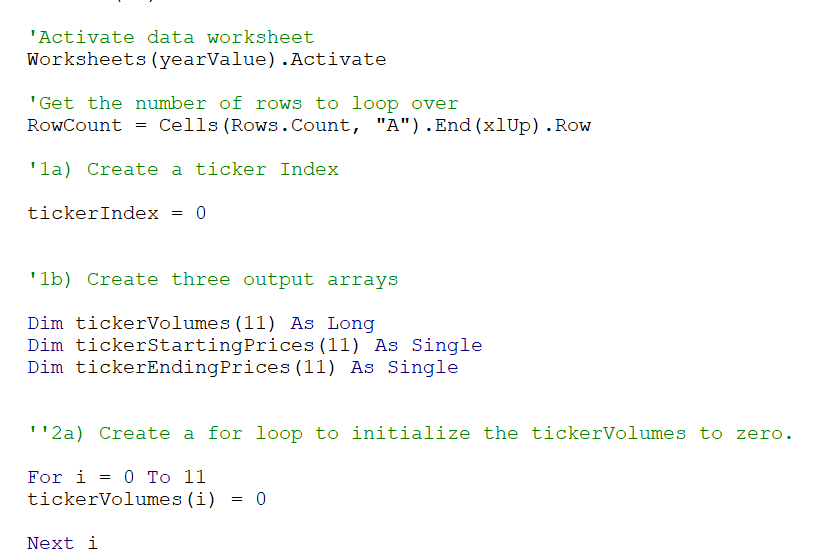 'Activate data worksheet
Worksheets(yearValue).Activate
'Get the number of rows to loop over
RowCount = Cells(Rows.Count, "A").End(xlUp).Row
'1a) Create a ticker Index
tickerIndex = 0
'1b) Create three output arrays
Dim tickerVolumes(11) As Long
Dim tickerStartingPrices(11) As Single
Dim tickerEndingPrices(11) As Single
''2a) Create a for loop to initialize the tickerVolumes to zero.
For i = 0 To 11
tickerVolumes(i) = 0
Next i